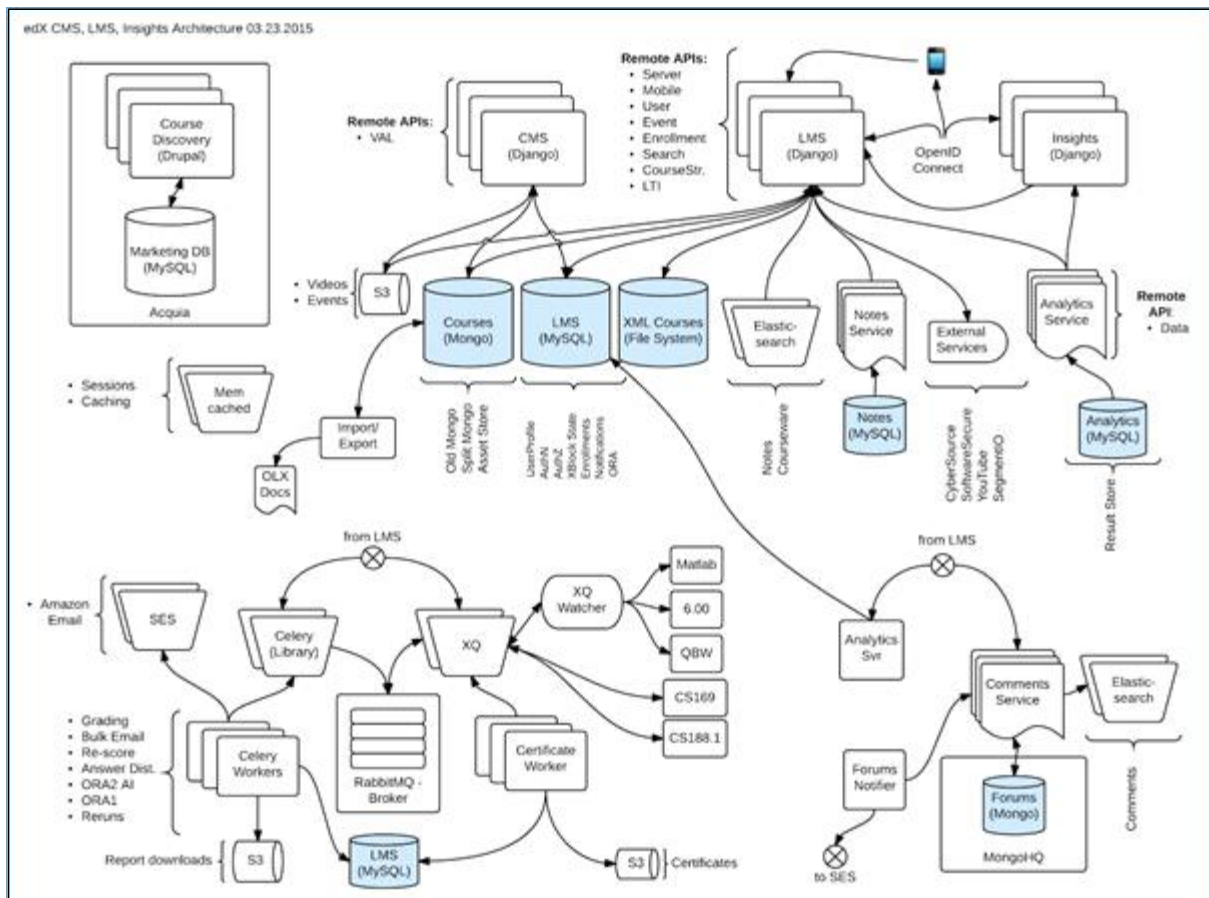 edX CMS, LMS, Insights Architecture 03.23.2015
Course
Discovery
(Drupal)
Marketing DB
(MySQL)
Acquia
Remote APIs:
• VAL
CMS
(Django)
Remote APIs:
• Server
• Mobile
• User
• Event
• Enrollment
• Search
• CourseStr.
• LTI
LMS
(Django)
OpenID
Connect
Insights
(Django)
• Videos
• Events
S3
Courses
(Mongo)
LMS
(MySQL)
XML Courses
(File System)
Elastic-
search
Notes
Service
External
Services
Analytics
Service
Remote
API:
• Data
• Sessions
• Caching
Mem
cached
Import/
Export
OLX
Docs
Old Mongo
Split Mongo
Asset Store
UserProfile
AuthN
AuthZ
XBlock State
Enrollments
Notifications
ORA
Notes
Courseware
Notes
(MySQL)
CyberSource
SoftwareSecure
YouTube
SegmentIO
Analytics
(MySQL)
Result Store
from LMS
• Amazon
Email
SES
Celery
(Library)
XQ
XQ
Watcher
Matlab
6.00
QBW
CS169
CS188.1
• Grading
• Bulk Email
• Re-score
• Answer Dist.
• ORA2 AI
• ORA1
• Reruns
Celery
Workers
RabbitMQ -
Broker
Certificate
Worker
Report downloads
S3
LMS
(MySQL)
S3
Certificates
from LMS
Analytics
Svr
Comments
Service
Elastic-
search
Comments
Forums
Notifier
Forums
(Mongo)
MongoHQ
to SES